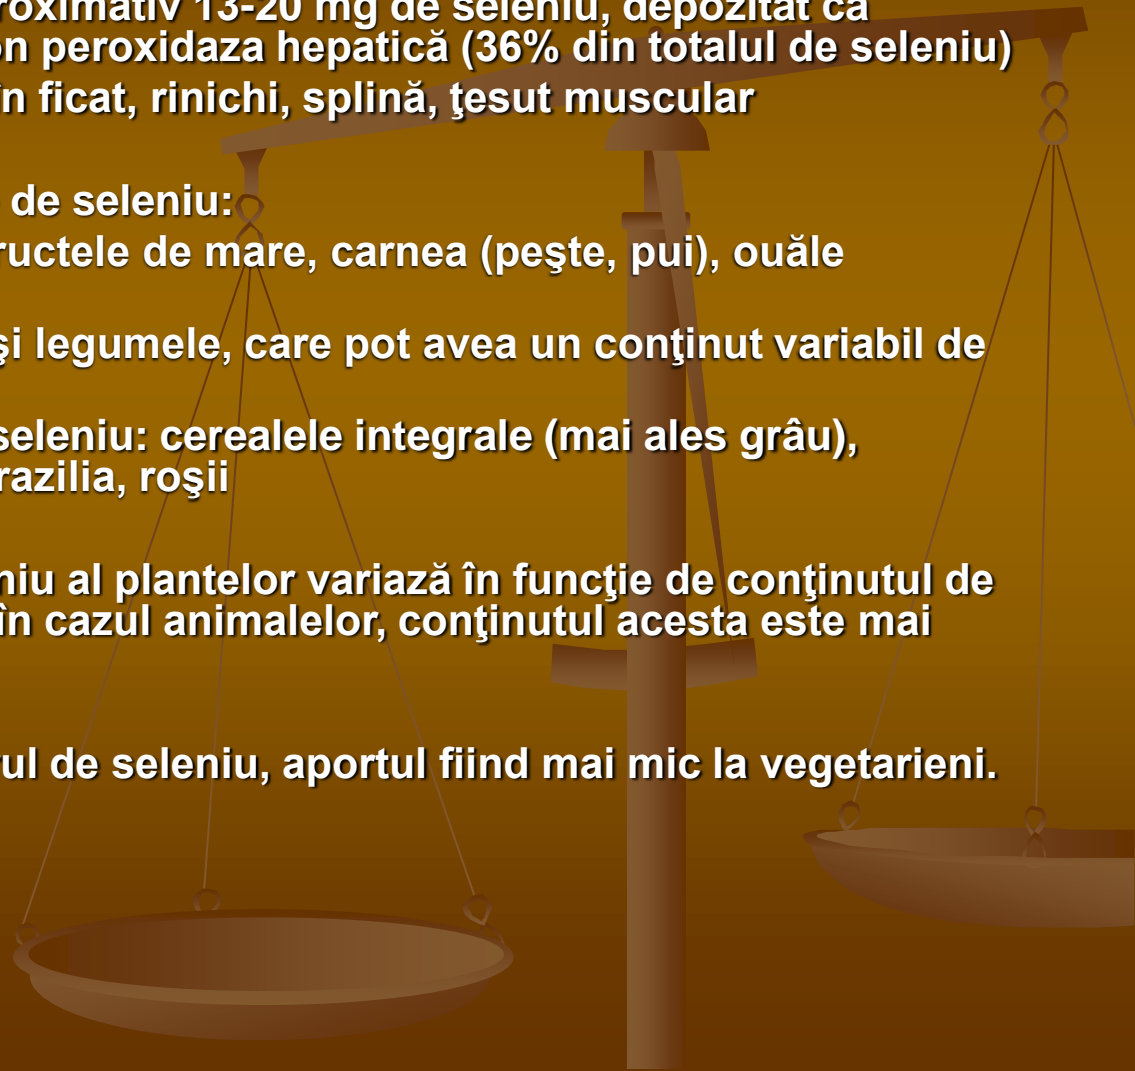 roximativ 13-20 mg de seleniu, depozitat ca
on peroxidaza hepatică (36% din totalul de seleniu)
în ficat, rinichi, splină, ţesut muscular
de seleniu:
ructele de mare, carnea (peşte, pui), ouăle
şi legumele, care pot avea un conţinut variabil de
seleniu: cerealele integrale (mai ales grâu),
razilia, roşii
niu al plantelor variază în funcţie de conţinutul de
în cazul animalelor, conţinutul acesta este mai
ul de seleniu, aportul fiind mai mic la vegetarieni.